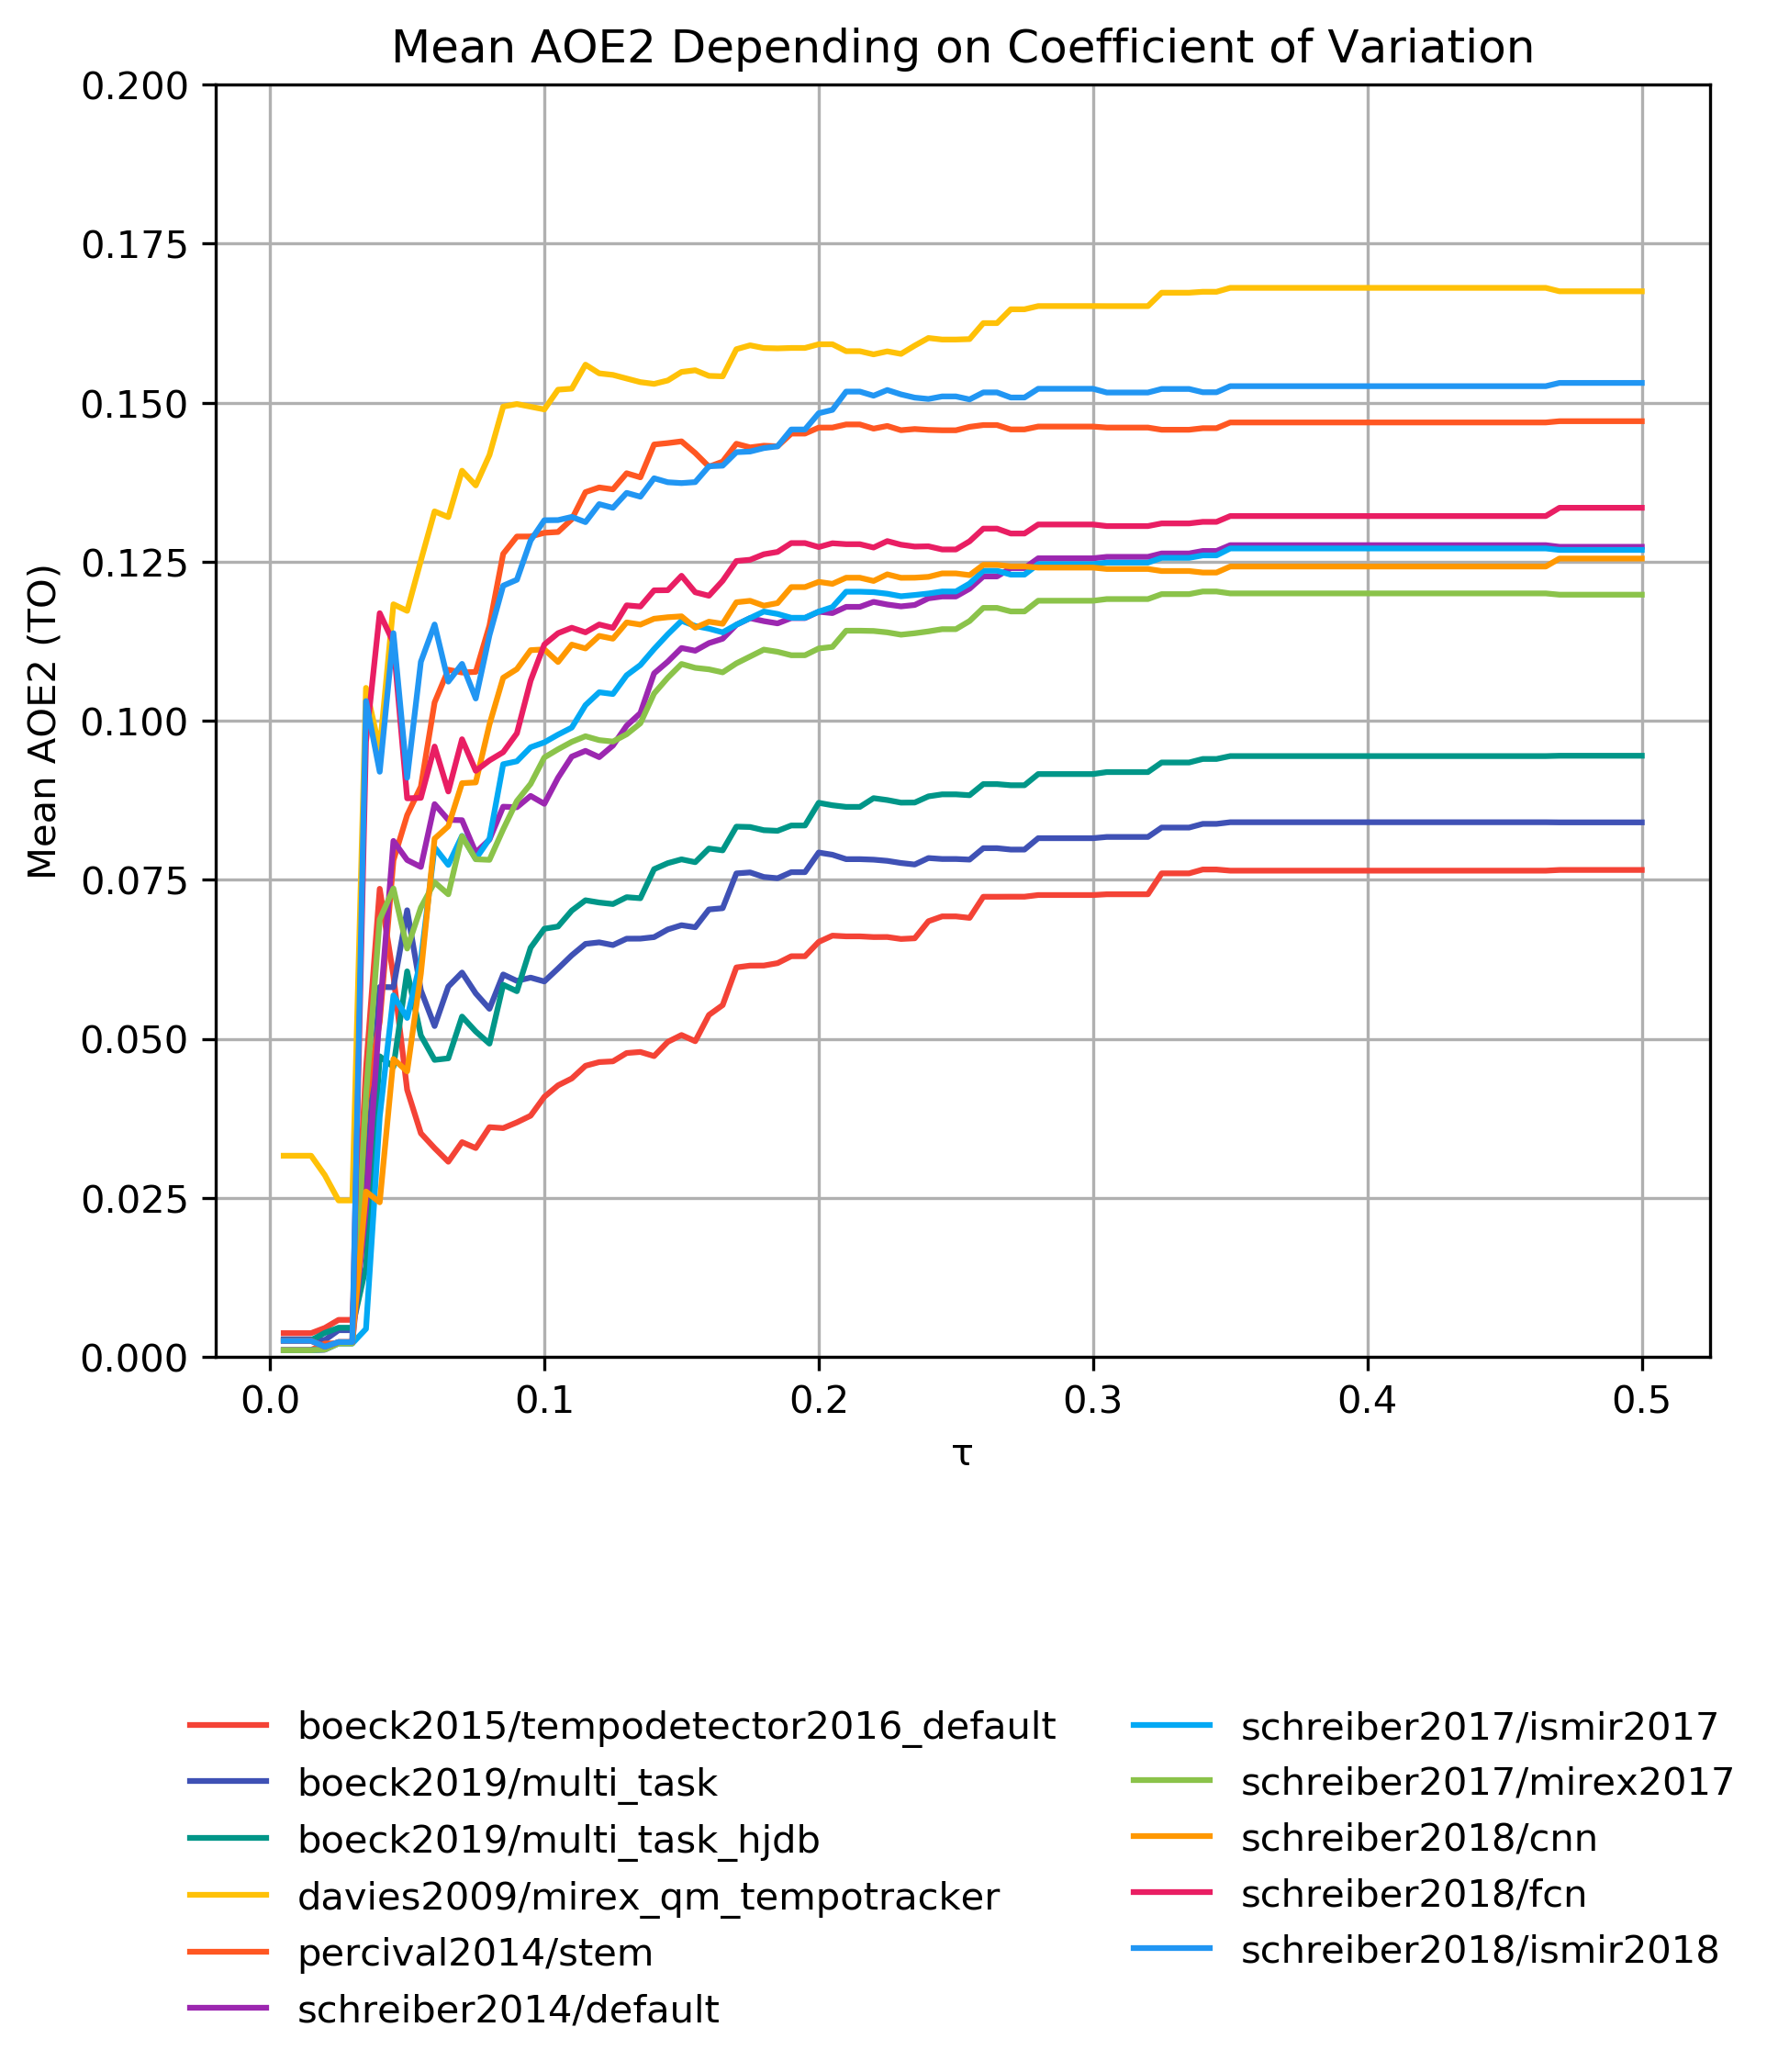 Mean AOE2 Depending on Coefficient of Variation
0.200
0.175
0.150
0.125
0.100
0.075
0.050
0.025
0.000
Mean AOE2 (TO)
0.0 0.1 0.2 0.3 0.4 0.5
τ
boeck2015/tempodetector2016_default
boeck2019/multi_task
boeck2019/multi_task_hjdb
davies2009/mirex_qm_tempotracker
percival2014/stem
schreiber2014/default
schreiber2017/ismir2017
schreiber2017/mirex2017
schreiber2018/cnn
schreiber2018/fcn
schreiber2018/ismir2018